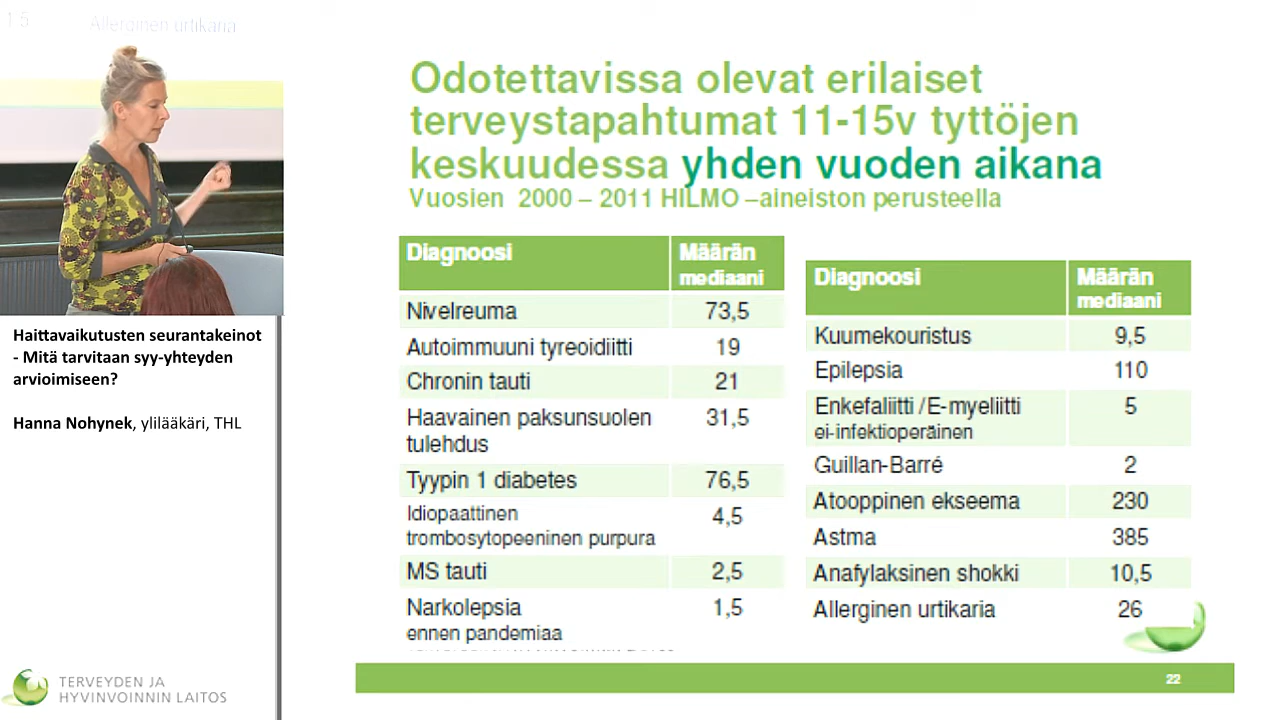 1,5
Allerginen urtikaria
Odotettavissa olevat erilaiset
terveystapahtumat 11-15v tyttöjen
keskuudessa yhden vuoden aikana
Vuosien 2000 – 2011 HILMO –aineiston perusteella
Diagnoosi Määrän mediaani
Nivelreuma 73,5
Autoimmuuni tyreoidiitti 19
Chronin tauti 21
Haavainen paksunsuolen 31,5
tulehdus
Tyypin 1 diabetes 76,5
Idiopaattinen 4,5
trombosytopeeninen purpura
MS tauti 2,5
Narkolepsia 1,5
ennen pandemiaa
Diagnoosi Määrän mediaani
Kuumekouristus 9,5
Epilepsia 110
Enkefaliitti /E-myeliitti 5
ei-infektioperäinen
Guillan-Barré 2
Atooppinen ekseema 230
Astma 385
Anafylaksinen shokki 10,5
Allerginen urtikaria 26
22
Haittavaikutusten seurantakeinot
- Mitä tarvitaan syy-yhteyden
arvioimiseen?
Hanna Nohynek, ylilääkäri, THL
TERVEYDEN JA
HYVINVOINNIN LAITOS